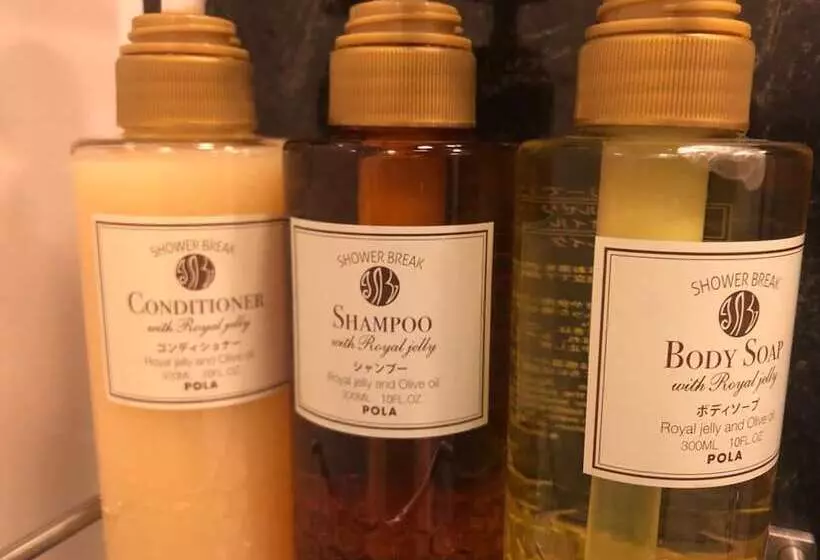 SHOWER BREAK
CONDITIONER
with Royal jelly
コンディショナー
Royal jelly and Olive oil
300ML 10FL.OZ
POLA
SHOWER BREAK
SHAMPOO
with Royal jelly
シャンプー
Royal jelly and Olive oil
300ML 10FL.OZ
POLA
SHOWER BREAK
BODY SOAP
with Royal jelly
ボディソープ
Royal jelly and Olive oil
300ML 10FL.OZ
POLA